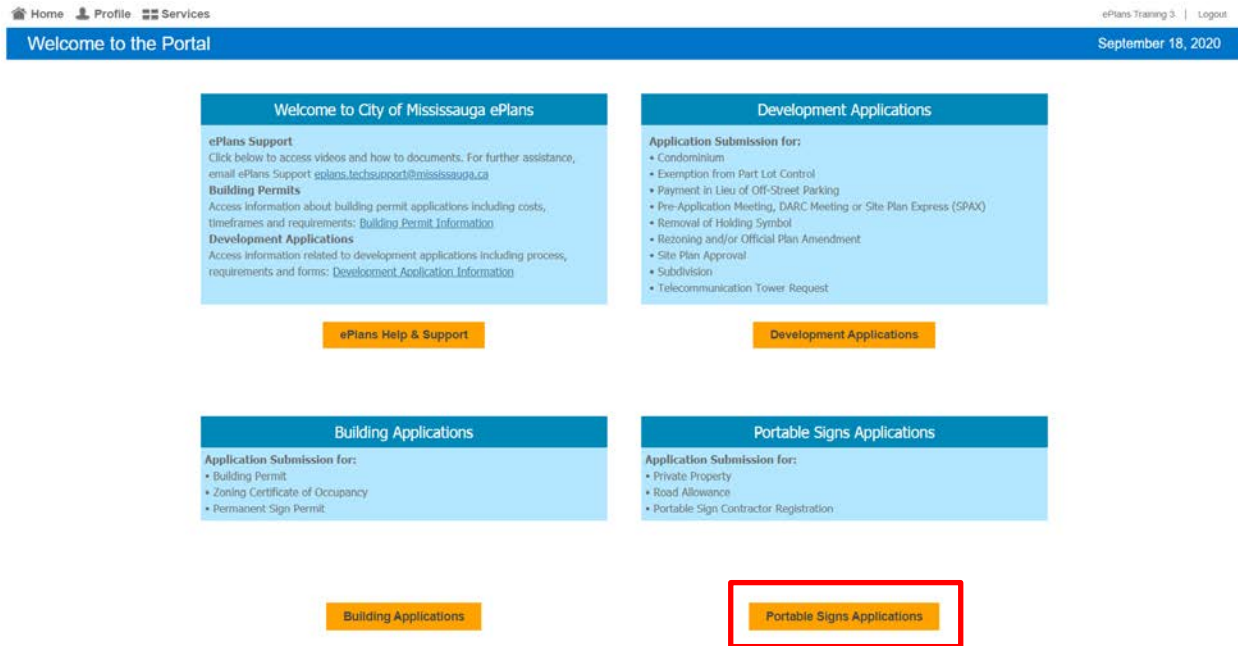 Home Profile Services
ePlans Training 3. | Logout
Welcome to the Portal
September 18, 2020
Welcome to City of Mississauga ePlans
ePlans Support
Click below to access videos and how to documents. For further assistance,
email ePlans Support eplans.techsupport@mississauga.ca
Building Permits
Access information about building permit applications including costs,
timeframes and requirements: Building Permit Information
Development Applications
Access information related to development applications including process,
requirements and forms: Development Application Information
ePlans Help & Support
Development Applications
Application Submission for:
• Condominium
• Exemption from Part Lot Control
• Payment in Lieu of Off-Street Parking
• Pre-Application Meeting, DARC Meeting or Site Plan Express (SPAX)
• Removal of Holding Symbol
• Rezoning and/or Official Plan Amendment
• Site Plan Approval
• Subdivision
• Telecommunication Tower Request
Development Applications
Building Applications
Application Submission for:
• Building Permit
• Zoning Certificate of Occupancy
• Permanent Sign Permit
Building Applications
Portable Signs Applications
Application Submission for:
• Private Property
• Road Allowance
• Portable Sign Contractor Registration
Portable Signs Applications